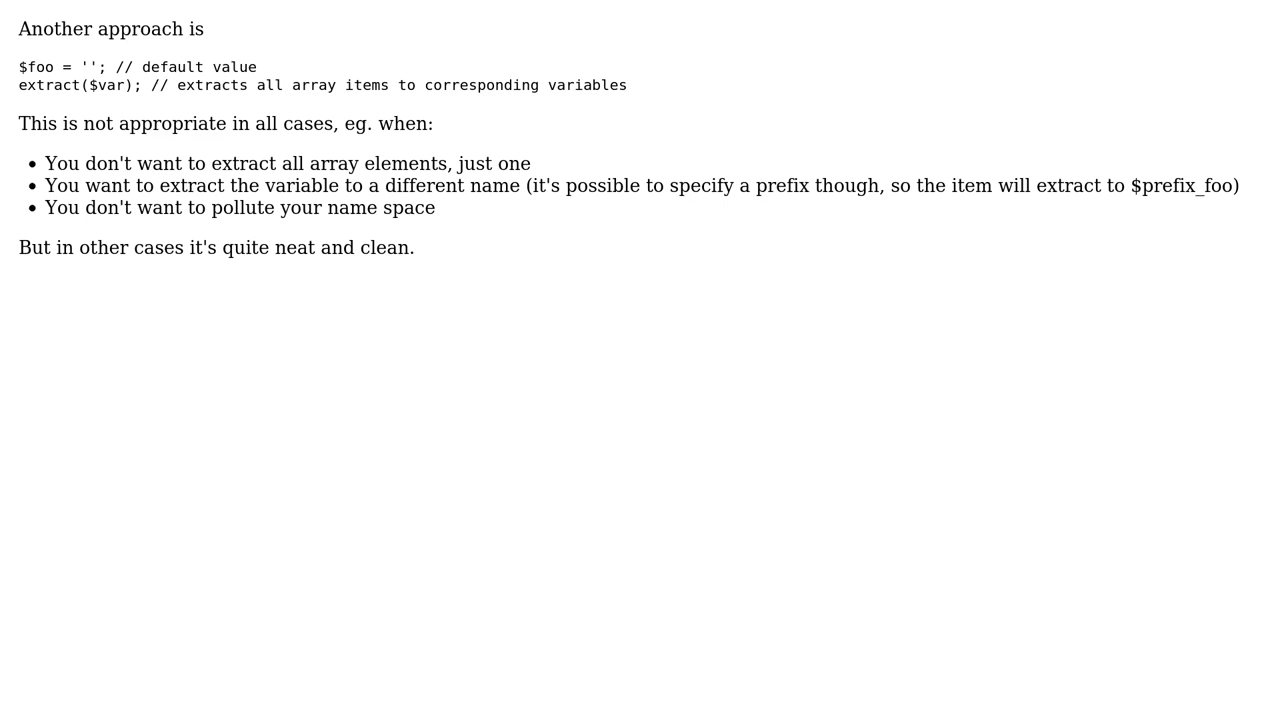 Another approach is
$foo = ''; // default value
extract($var); // extracts all array items to corresponding variables
This is not appropriate in all cases, eg. when:
• You don't want to extract all array elements, just one
• You want to extract the variable to a different name (it's possible to specify a prefix though, so the item will extract to $prefix_foo)
• You don't want to pollute your name space
But in other cases it's quite neat and clean.